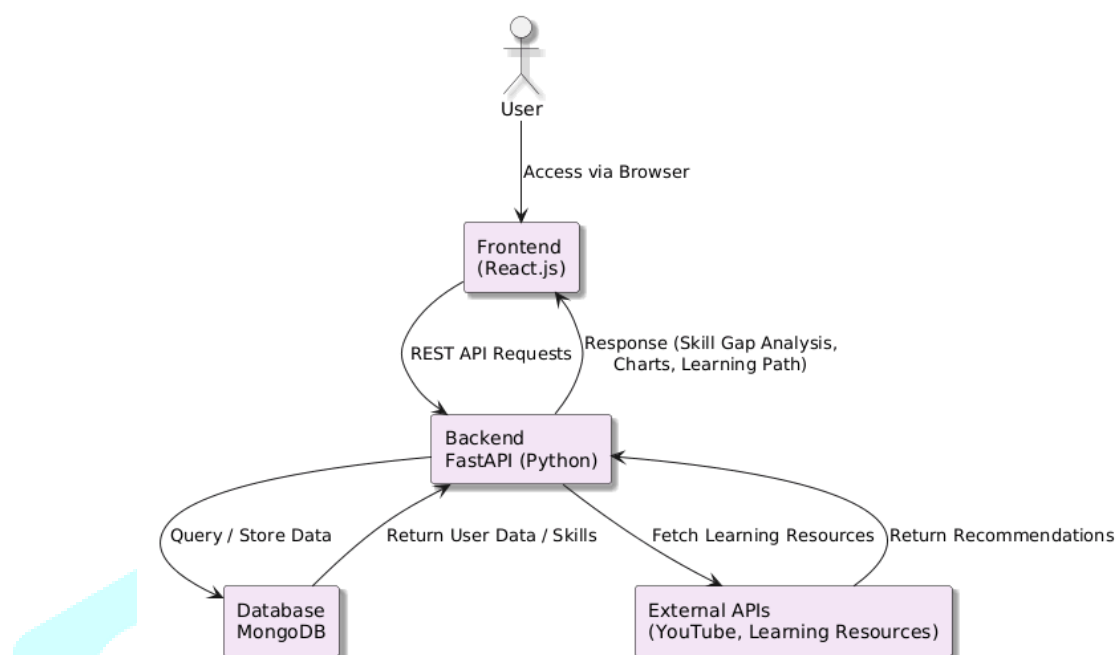 User
Access via Browser
Frontend
(React.js)
REST API Requests
Response (Skill Gap Analysis,
Charts, Learning Path)
Backend
FastAPI (Python)
Query / Store Data
Return User Data / Skills
Fetch Learning Resources
Return Recommendations
Database
MongoDB
External APIs
(YouTube, Learning Resources)